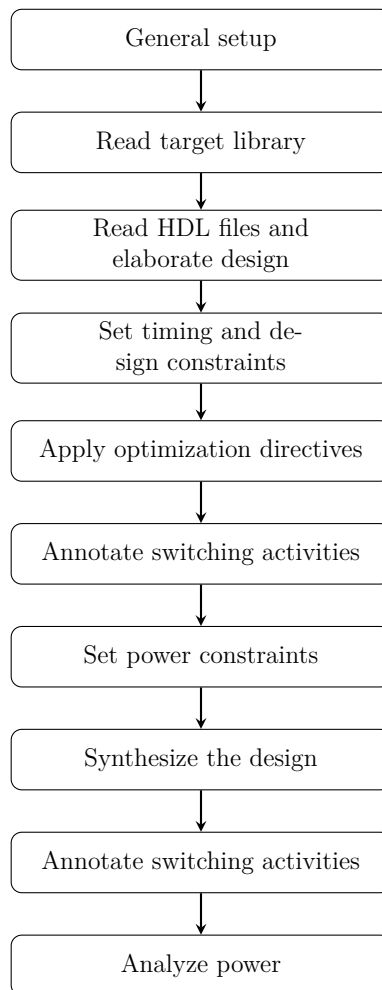 General setup
Read target library
Read HDL files and
elaborate design
Set timing and de-
sign constraints
Apply optimization directives
Annotate switching activities
Set power constraints
Synthesize the design
Annotate switching activities
Analyze power